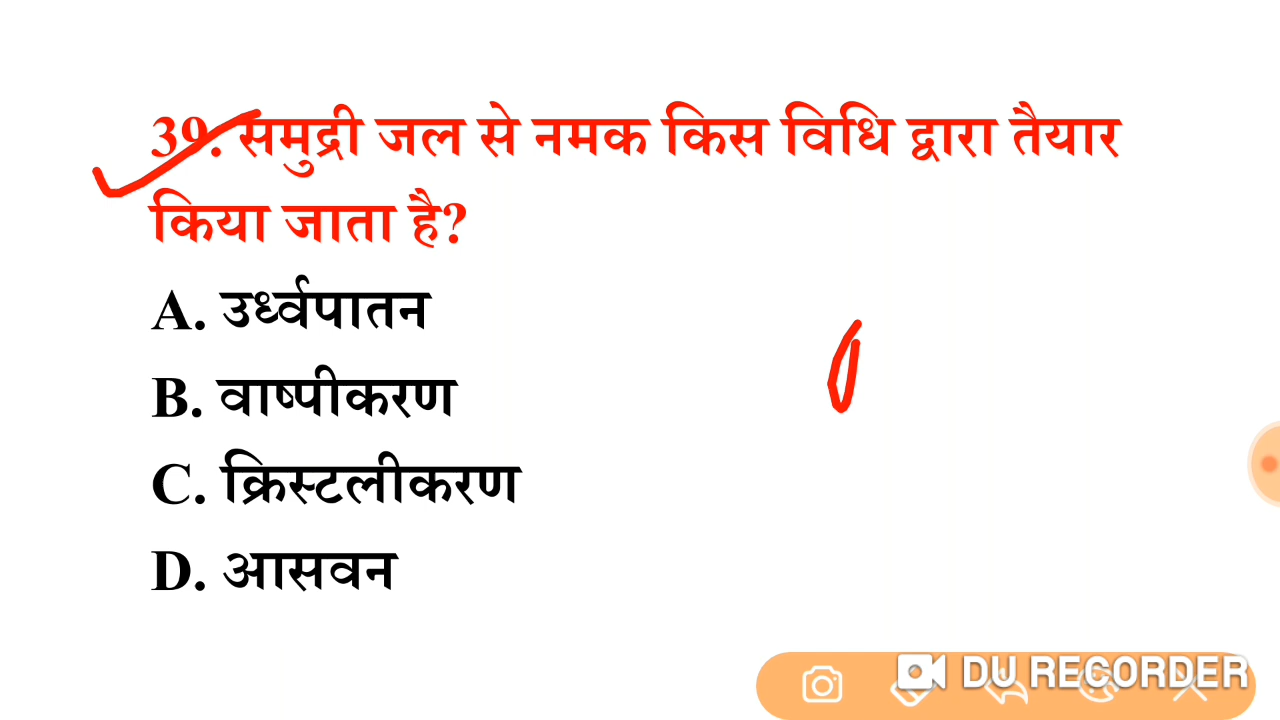 39. समुद्री जल से नमक किस विधि द्वारा तैयार
किया जाता है?
A. उर्ध्वपातन
B. वाष्पीकरण
C. क्रिस्टलीकरण
D. आसवन
DU RECORDER